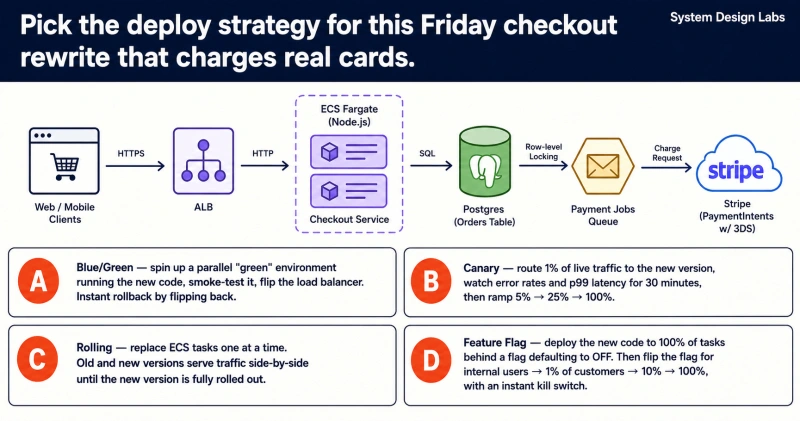 Pick the deploy strategy for this Friday checkout
rewrite that charges real cards.
System Design Labs
HTTPS
HTTP
ECS Fargate
(Node.js)
Checkout Service
SQL
Row-level
Locking
Charge
Request
stripe
Web / Mobile
Clients
ALB
Postgres
(Orders Table)
Payment Jobs
Queue
Stripe
(PaymentIntents
w/ 3DS)
A
Blue/Green — spin up a parallel "green" environment
running the new code, smoke-test it, flip the load balancer.
Instant rollback by flipping back.
B
Canary — route 1% of live traffic to the new version,
watch error rates and p99 latency for 30 minutes,
then ramp 5% → 25% → 100%.
C
Rolling — replace ECS tasks one at a time.
Old and new versions serve traffic side-by-side
until the new version is fully rolled out.
D
Feature Flag — deploy the new code to 100% of tasks
behind a flag defaulting to OFF. Then flip the flag for
internal users → 1% of customers → 10% → 100%,
with an instant kill switch.